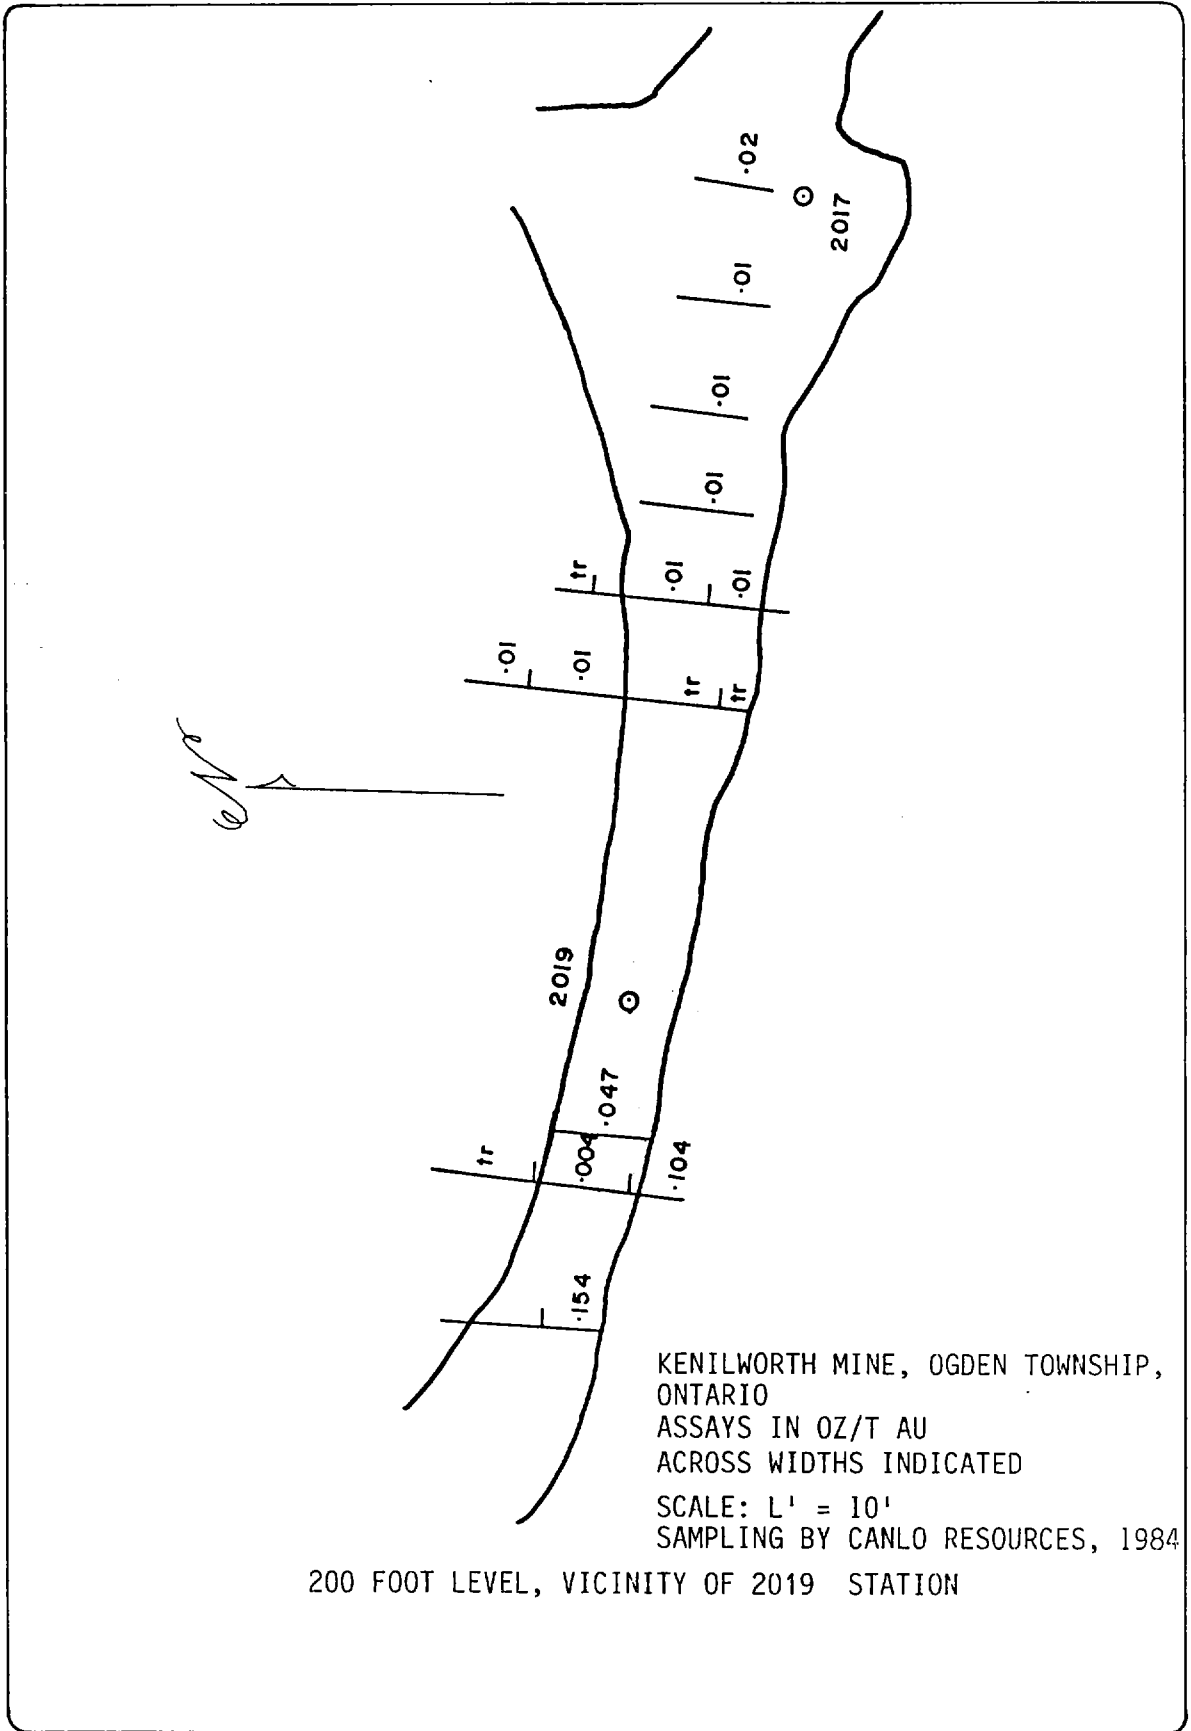 .02
2017
.01
.01
.01
tr
.01
.01
.01
.01
tr
tr
N
2019
.047
tr
.004
.104
.154
KENILWORTH MINE, OGDEN TOWNSHIP,
ONTARIO
ASSAYS IN OZ/T AU
ACROSS WIDTHS INDICATED
SCALE: L' = 10'
SAMPLING BY CANLO RESOURCES, 1984
200 FOOT LEVEL, VICINITY OF 2019 STATION